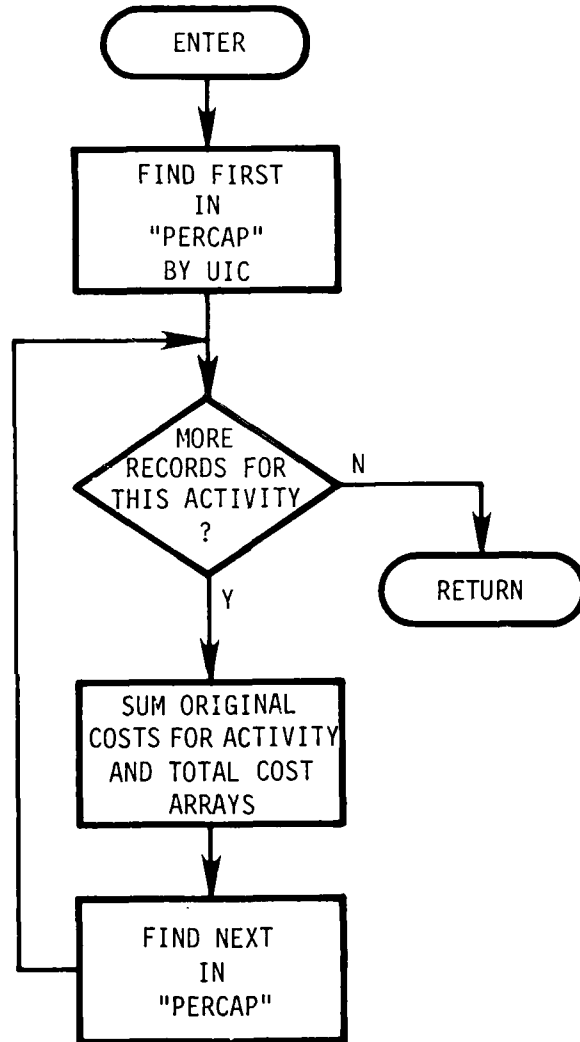 ENTER
FIND FIRST
IN
"PERCAP"
BY UIC
MORE
RECORDS FOR
THIS ACTIVITY
?
N
RETURN
Y
SUM ORIGINAL
COSTS FOR ACTIVITY
AND TOTAL COST
ARRAYS
FIND NEXT
IN
"PERCAP"